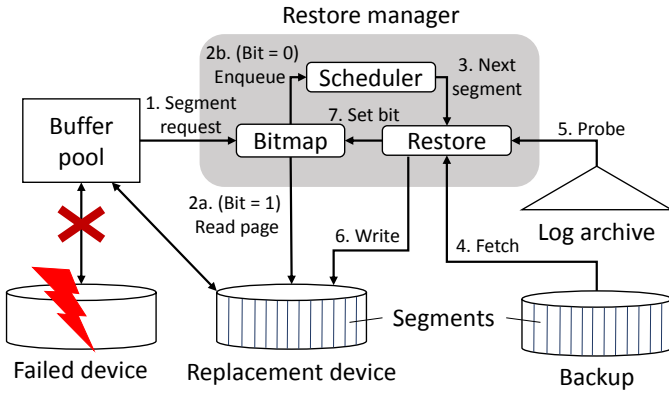 Restore manager
2b. (Bit = 0)
Enqueue
Scheduler
3. Next
segment
1. Segment
request
7. Set bit
5. Probe
Buffer
pool
Bitmap
Restore
2a. (Bit = 1)
Read page
6. Write
4. Fetch
Log archive
Segments
Failed device
Replacement device
Backup